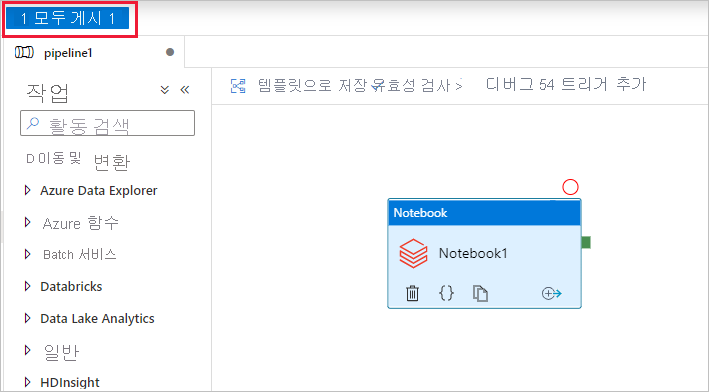 1 모두 게시 1
pipeline1
작업
템플릿으로 저장 유효성 검사 > 디버그 54 트리거 추가
활동 검색
D 이동 및 변환
Azure Data Explorer
Azure 함수
Batch 서비스
Databricks
Data Lake Analytics
일반
HDInsight
Notebook
Notebook1